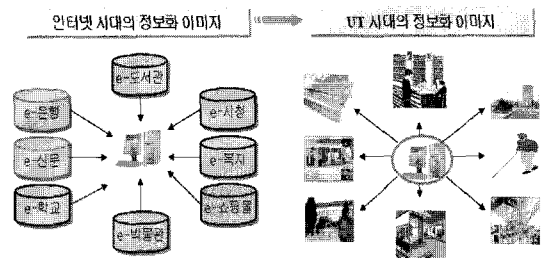 인터넷 시대의 정보화 이미지
UT 시대의 정보화 이미지
e-도서관
e-은행
e-시청
e-신문
e-복지
e-학교
e-쇼핑몰
e-박물관